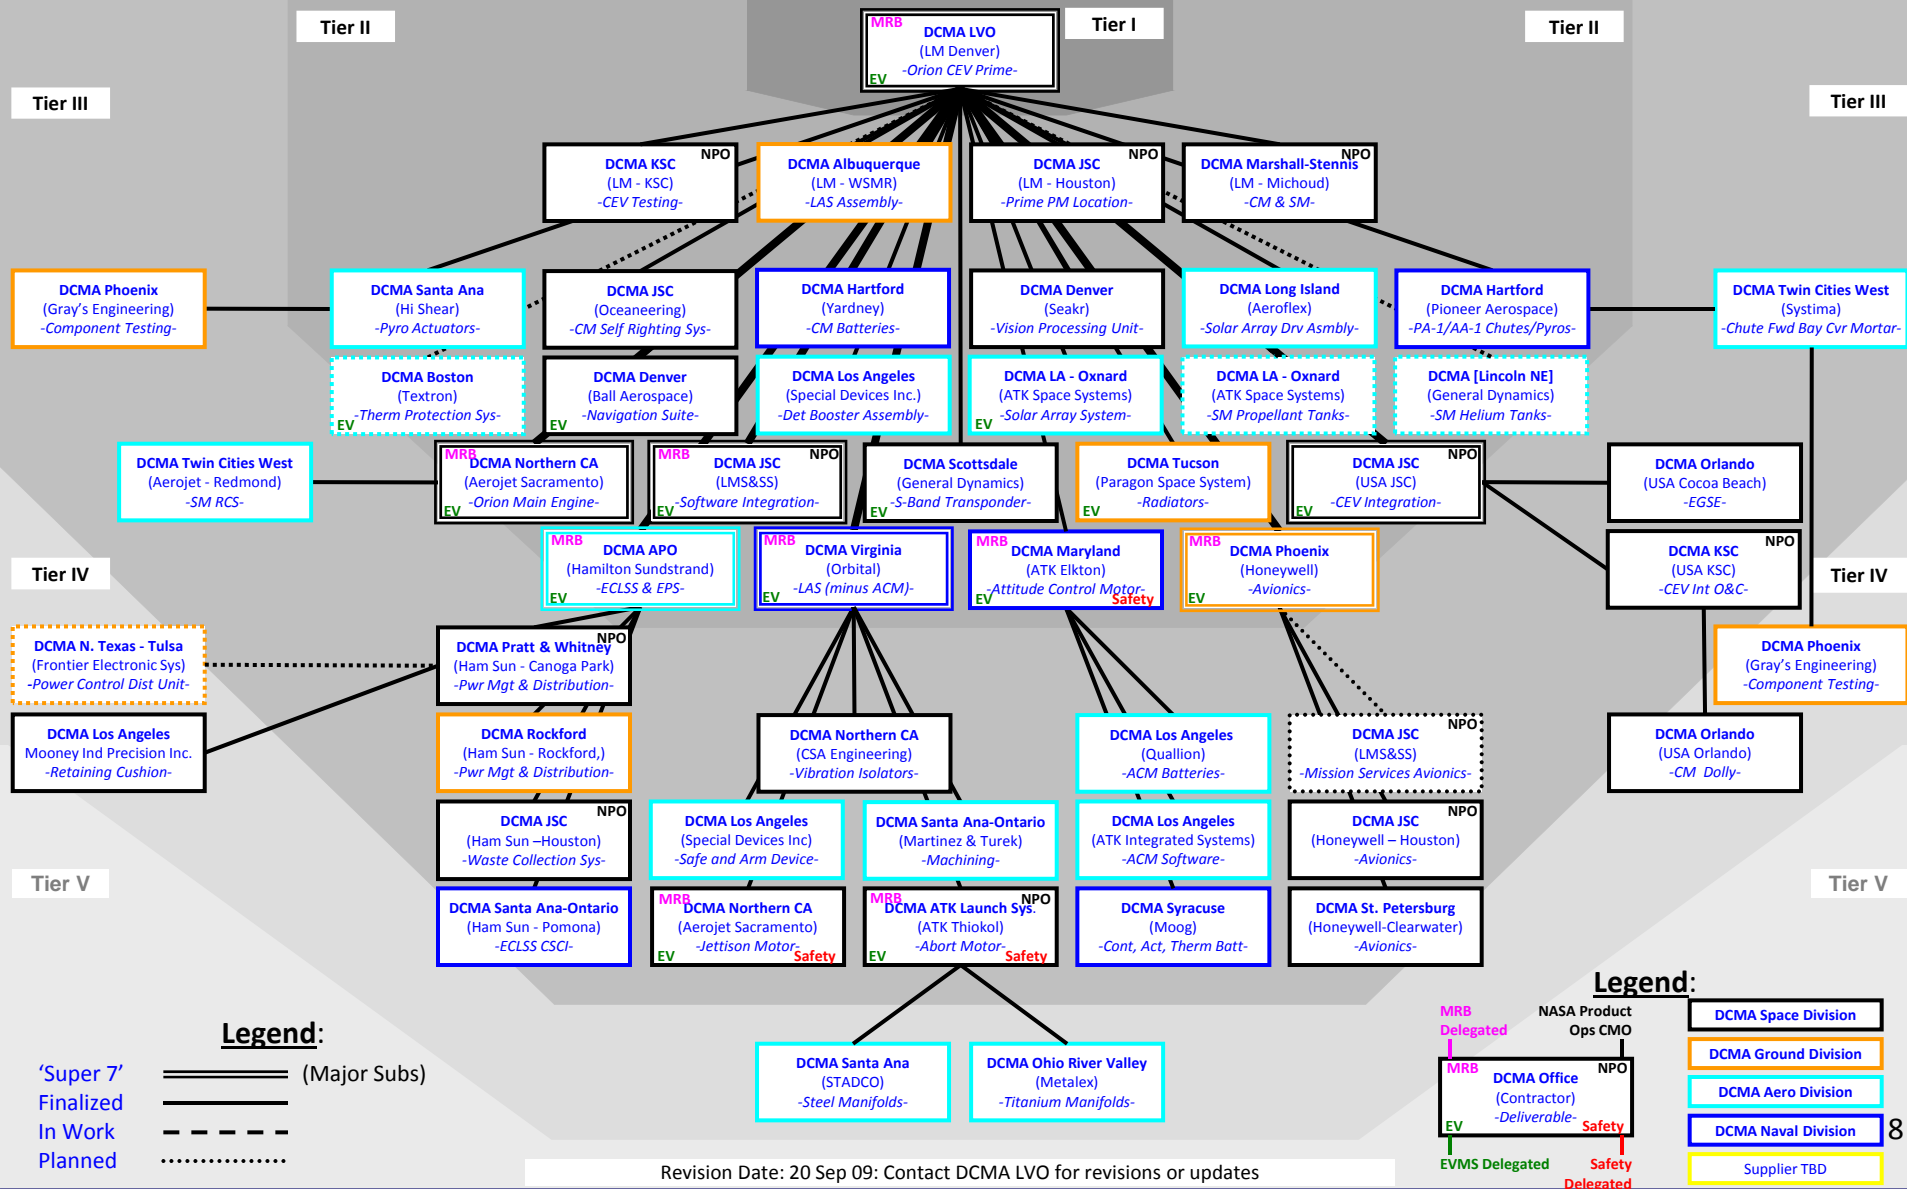 Tier II
Tier I
Tier II
MRB
DCMA LVO
(LM Denver)
-Orion CEV Prime-
EV
Tier III
Tier III
NPO
DCMA KSC
(LM - KSC)
-CEV Testing-
DCMA Albuquerque
(LM - WSMR)
-LAS Assembly-
NPO
DCMA JSC
(LM - Houston)
-Prime PM Location-
NPO
DCMA Marshall-Stennis
(LM - Michoud)
-CM & SM-
DCMA Phoenix
(Gray's Engineering)
-Component Testing-
DCMA Santa Ana
(Hi Shear)
-Pyro Actuators-
DCMA JSC
(Oceaneering)
-CM Self Righting Sys-
DCMA Hartford
(Yardney)
-CM Batteries-
DCMA Denver
(Seakr)
-Vision Processing Unit-
DCMA Long Island
(Aeroflex)
-Solar Array Drv Asmbly-
DCMA Hartford
(Pioneer Aerospace)
-PA-1/AA-1 Chutes/Pyros-
DCMA Twin Cities West
(Systima)
-Chute Fwd Bay Cvr Mortar-
DCMA Boston
(Textron)
-Therm Protection Sys-
EV
DCMA Denver
(Ball Aerospace)
-Navigation Suite-
EV
DCMA Los Angeles
(Special Devices Inc.)
-Det Booster Assembly-
DCMA LA - Oxnard
(ATK Space Systems)
-Solar Array System-
EV
DCMA LA - Oxnard
(ATK Space Systems)
-SM Propellant Tanks-
DCMA [Lincoln NE]
(General Dynamics)
-SM Helium Tanks-
DCMA Twin Cities West
(Aerojet - Redmond)
-SM RCS-
MRB
DCMA Northern CA
(Aerojet Sacramento)
-Orion Main Engine-
EV
MRB
NPO
DCMA JSC
(LMS&SS)
-Software Integration-
EV
DCMA Scottsdale
(General Dynamics)
-S-Band Transponder-
EV
DCMA Tucson
(Paragon Space System)
-Radiators-
EV
NPO
DCMA JSC
(USA JSC)
-CEV Integration-
EV
DCMA Orlando
(USA Cocoa Beach)
-EGSE-
MRB
DCMA APO
(Hamilton Sundstrand)
-ECLSS & EPS-
EV
MRB
DCMA Virginia
(Orbital)
-LAS (minus ACM)-
EV
MRB
DCMA Maryland
(ATK Elkton)
-Attitude Control Motor-
EV
Safety
MRB
DCMA Phoenix
(Honeywell)
-Avionics-
EV
NPO
DCMA KSC
(USA KSC)
-CEV Int O&C-
Tier IV
Tier IV
DCMA N. Texas - Tulsa
(Frontier Electronic Sys)
-Power Control Dist Unit-
NPO
DCMA Pratt & Whitney
(Ham Sun - Canoga Park)
-Pwr Mgt & Distribution-
DCMA Phoenix
(Gray's Engineering)
-Component Testing-
DCMA Los Angeles
Mooney Ind Precision Inc.
-Retaining Cushion-
DCMA Rockford
(Ham Sun - Rockford,)
-Pwr Mgt & Distribution-
DCMA Northern CA
(CSA Engineering)
-Vibration Isolators-
DCMA Los Angeles
(Quallion)
-ACM Batteries-
NPO
DCMA JSC
(LMS&SS)
-Mission Services Avionics-
DCMA Orlando
(USA Orlando)
-CM  Dolly-
NPO
DCMA JSC
(Ham Sun –Houston)
-Waste Collection Sys-
DCMA Los Angeles
(Special Devices Inc)
-Safe and Arm Device-
DCMA Santa Ana-Ontario
(Martinez & Turek)
-Machining-
DCMA Los Angeles
(ATK Integrated Systems)
-ACM Software-
NPO
DCMA JSC
(Honeywell – Houston)
-Avionics-
Tier V
Tier V
DCMA Santa Ana-Ontario
(Ham Sun - Pomona)
-ECLSS CSCI-
MRB
DCMA Northern CA
(Aerojet Sacramento)
-Jettison Motor-
EV
Safety
MRB
NPO
DCMA ATK Launch Sys.
(ATK Thiokol)
-Abort Motor-
EV
Safety
DCMA Syracuse
(Moog)
-Cont, Act, Therm Batt-
DCMA St. Petersburg
(Honeywell-Clearwater)
-Avionics-
DCMA Santa Ana
(STADCO)
-Steel Manifolds-
DCMA Ohio River Valley
(Metalex)
-Titanium Manifolds-
Legend:
'Super 7' (Major Subs)
Finalized
In Work
Planned
Legend:
MRB
Delegated
NASA Product
Ops CMO
MRB
NPO
DCMA Office
(Contractor)
-Deliverable-
EV
Safety
EVMS Delegated
Safety
Delegated
DCMA Space Division
DCMA Ground Division
DCMA Aero Division
DCMA Naval Division
Supplier TBD
8
Revision Date: 20 Sep 09: Contact DCMA LVO for revisions or updates